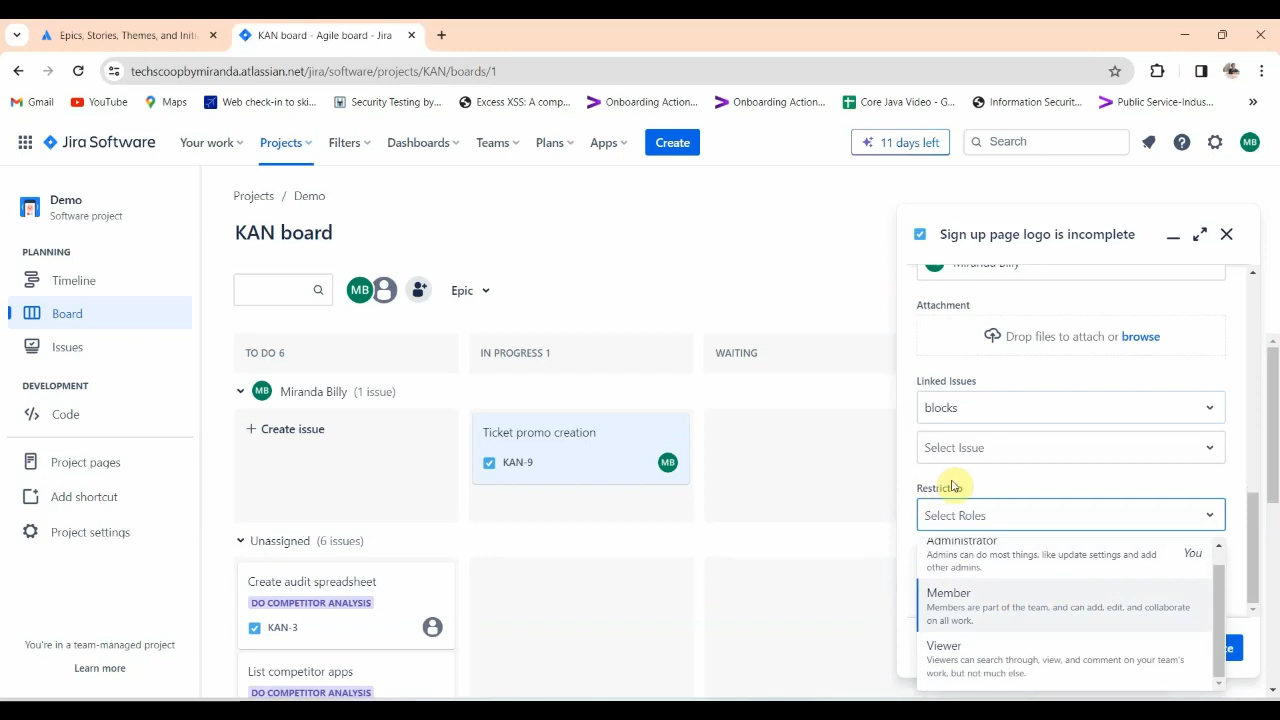 Epics, Stories, Themes, and Initi
KAN board - Agile board - Jira
techscoopbymiranda.atlassian.net/jira/software/projects/KAN/boards/1
Gmail
YouTube
Maps
Web check-in to ski...
Security Testing by...
Excess CSS: A comp...
Onboarding Action...
Onboarding Action...
Core Java Video - G...
Information Securit...
Public Service-Indus...
Jira Software
Your work
Projects
Filters
Dashboards
Teams
Plans
Apps
Create
11 days left
Search
MB
Demo
Software project
PLANNING
Timeline
Board
Issues
DEVELOPMENT
Code
Project pages
Add shortcut
Project settings
You're in a team-managed project
Learn more
Projects / Demo
KAN board
MB
Epic
TO DO 6
IN PROGRESS 1
WAITING
MB Miranda Billy (1 issue)
+ Create issue
Ticket promo creation
KAN-9
MB
Unassigned (6 issues)
Create audit spreadsheet
DO COMPETITOR ANALYSIS
KAN-3
List competitor apps
DO COMPETITOR ANALYSIS
Sign up page logo is incomplete
Miranda Billy
Attachment
Drop files to attach or browse
Linked Issues
blocks
Select Issue
Select Roles
Administrator
You
Admins can do most things, like update settings and add
other admins.
Member
Members are part of the team, and can add, edit, and collaborate
on all work.
Viewer
Viewers can search through, view, and comment on your team's
work, but not much else.